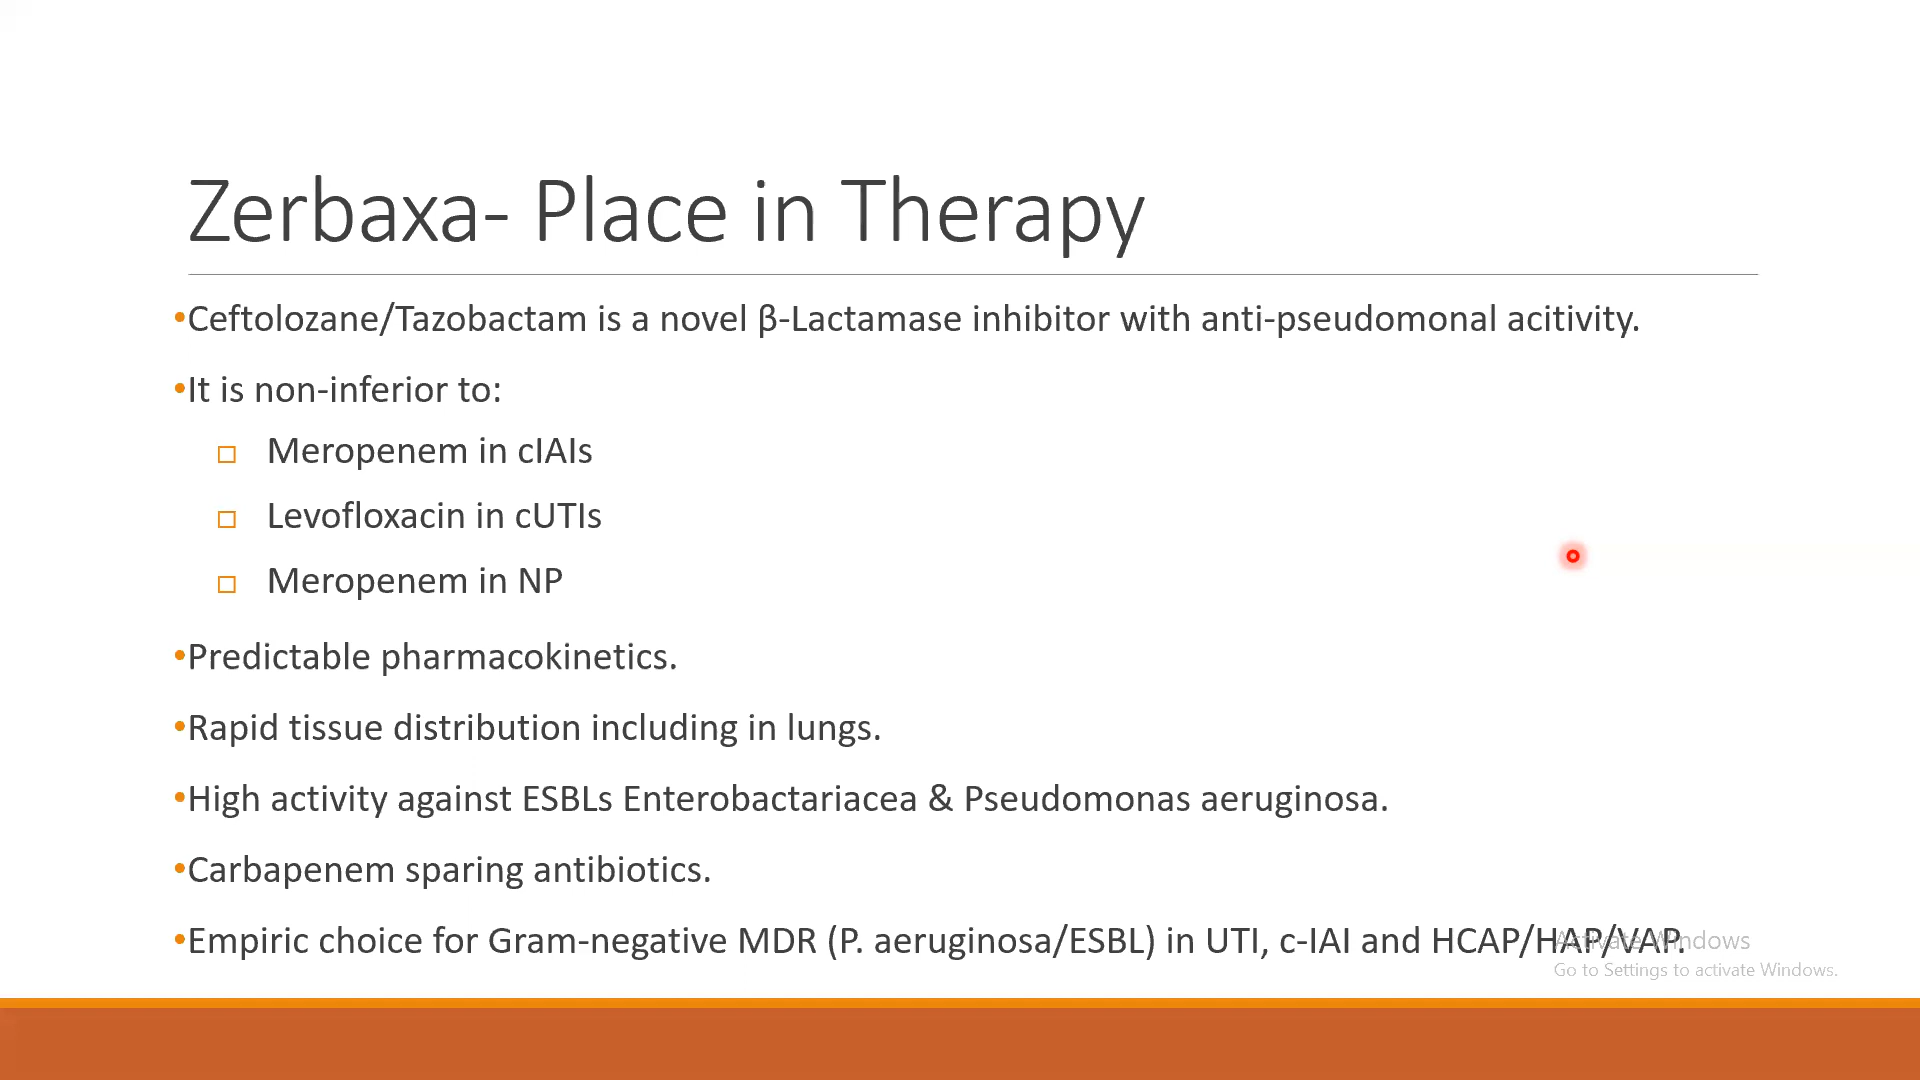 Zerbaxa- Place in Therapy
•Ceftolozane/Tazobactam is a novel β-Lactamase inhibitor with anti-pseudomonal acitivity.
•It is non-inferior to:
Meropenem in cIAIs
Levofloxacin in cUTIs
Meropenem in NP
•Predictable pharmacokinetics.
•Rapid tissue distribution including in lungs.
•High activity against ESBLs Enterobactariacea & Pseudomonas aeruginosa.
•Carbapenem sparing antibiotics.
•Empiric choice for Gram-negative MDR (P. aeruginosa/ESBL) in UTI, c-IAI and HCAP/HAP/VAP.
Activate Windows
Go to Settings to activate Windows.